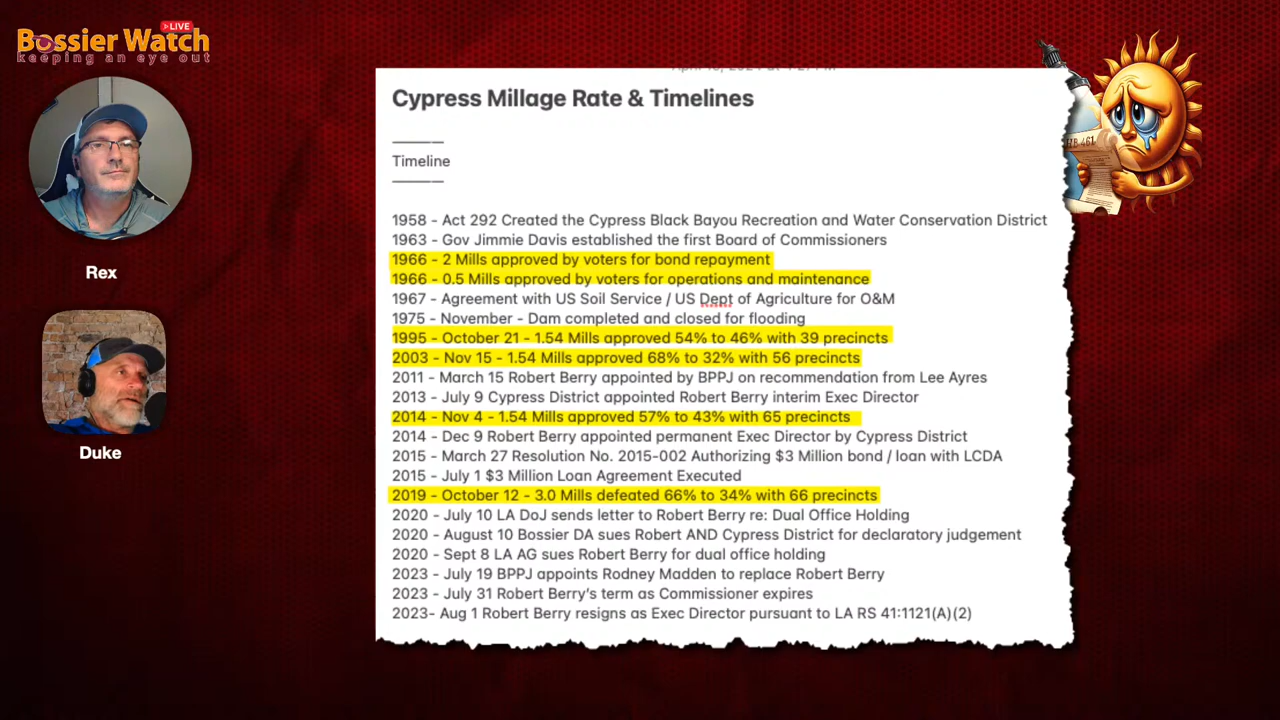 LIVE
Bossier Watch
keeping an eye out
Rex
Duke
Cypress Millage Rate & Timelines
Timeline
1958 - Act 292 Created the Cypress Black Bayou Recreation and Water Conservation District
1963 - Gov Jimmie Davis established the first Board of Commissioners
1966 - 2 Mills approved by voters for bond repayment
1966 - 0.5 Mills approved by voters for operations and maintenance
1967 - Agreement with US Soil Service / US Dept of Agriculture for O&M
1975 - November - Dam completed and closed for flooding
1995 - October 21 - 1.54 Mills approved 54% to 46% with 39 precincts
2003 - Nov 15 - 1.54 Mills approved 68% to 32% with 56 precincts
2011 - March 15 Robert Berry appointed by BPPJ on recommendation from Lee Ayres
2013 - July 9 Cypress District appointed Robert Berry interim Exec Director
2014 - Nov 4 - 1.54 Mills approved 57% to 43% with 65 precincts
2014 - Dec 9 Robert Berry appointed permanent Exec Director by Cypress District
2015 - March 27 Resolution No. 2015-002 Authorizing $3 Million bond / loan with LCDA
2015 - July 1 $3 Million Loan Agreement Executed
2019 - October 12 - 3.0 Mills defeated 66% to 34% with 66 precincts
2020 - July 10 LA DoJ sends letter to Robert Berry re: Dual Office Holding
2020 - August 10 Bossier DA sues Robert AND Cypress District for declaratory judgement
2020 - Sept 8 LA AG sues Robert Berry for dual office holding
2023 - July 19 BPPJ appoints Rodney Madden to replace Robert Berry
2023 - July 31 Robert Berry's term as Commissioner expires
2023- Aug 1 Robert Berry resigns as Exec Director pursuant to LA RS 41:1121(A)(2)
HB 461